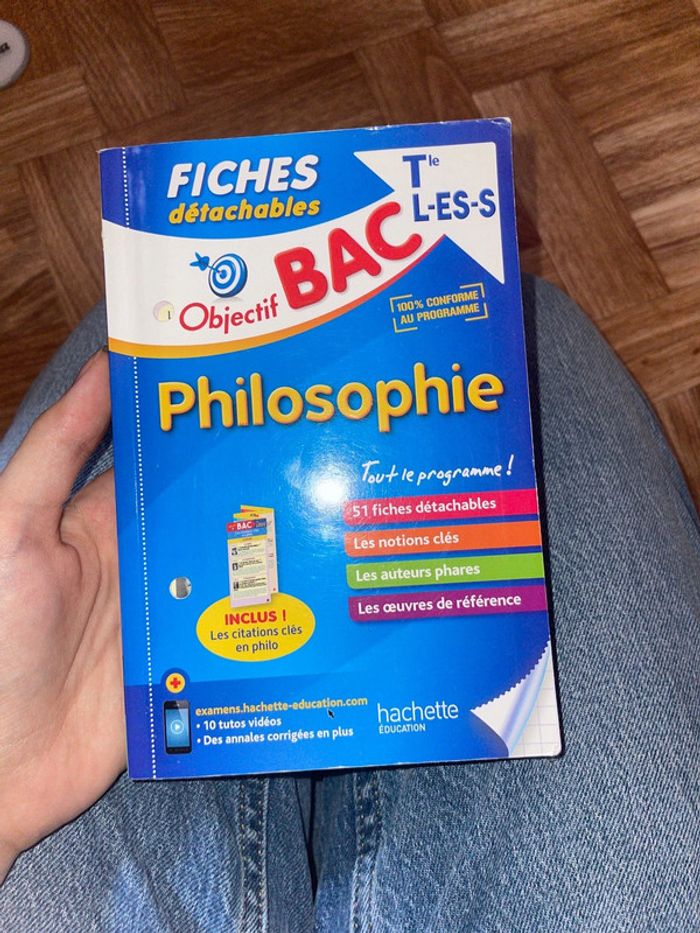 FICHES
détachables
Tle
L-ES-S
Objectif BAC
100% CONFORME
AU PROGRAMME
Philosophie
Tout le programme !
51 fiches détachables
Les notions clés
Les auteurs phares
Les œuvres de référence
BAC
INCLUS !
Les citations clés
en philo
+
examens.hachette-education.com
• 10 tutos vidéos
• Des annales corrigées en plus
hachette
ÉDUCATION